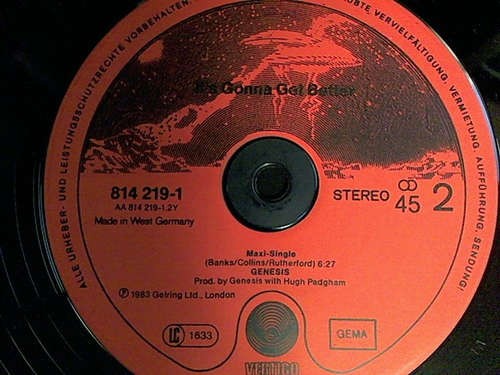 ALLE URHEBER- UND LEISTUNGSSCHUTZRECHTE VORBEHALTEN.
VERVIELFÄLTIGUNG, VERMIETUNG, AUFFÜHRUNG, SENDUNG!
It's Gonna Get Better
814 219-1
AA 814 219-1.2Y
Made in West Germany
STEREO 45 2
Maxi-Single
(Banks/Collins/Rutherford) 6:27
GENESIS
Prod. by Genesis with Hugh Padgham
℗ 1983 Gelring Ltd., London
LC 1633
GEMA
VERTIGO